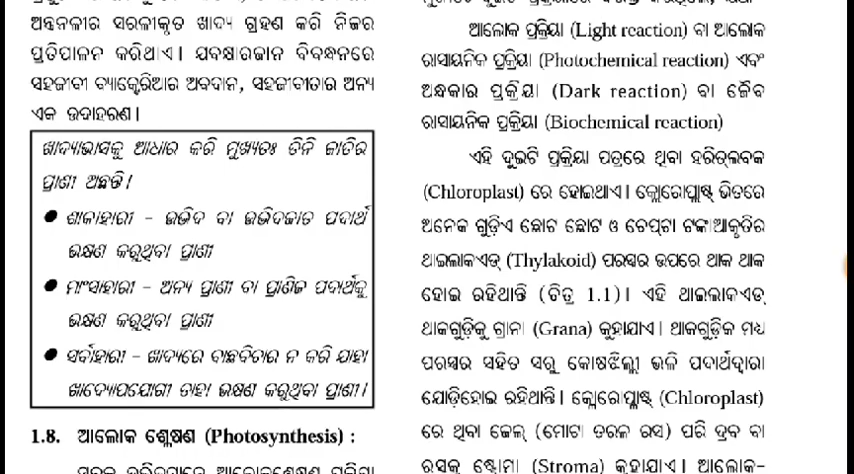 ଅନ୍ତନଳୀର ସରଳୀକୃତ ଖାଦ୍ୟ ଗ୍ରହଣ କରି ନିଜର
ପ୍ରତିପାଳନ କରିଥାଏ। ଯବକ୍ଷାରଜାନ ବିବନ୍ଧନରେ
ସହଜୀବୀ ବ୍ୟାକ୍ଟେରିଆର ଅବଦାନ, ସହଜୀବୀତାର ଅନ୍ୟ
ଏକ ଉଦାହରଣ।
ଖାଦ୍ୟାଭାସକୁ ଆଧାର କରି ମୁଖ୍ୟତଃ ତିନି ଜାତିର
ପ୍ରାଣୀ ଅଛନ୍ତି।
● ଶାକାହାରୀ – ଉଦ୍ଭିଦ ବା ଉଦ୍ଭିଦଜାତ ପଦାର୍ଥ
ଭକ୍ଷଣ କରୁଥିବା ପ୍ରାଣୀ
● ମାଂସାହାରୀ – ଅନ୍ୟ ପ୍ରାଣୀ ବା ପ୍ରାଣିଜ ପଦାର୍ଥକୁ
ଭକ୍ଷଣ କରୁଥିବା ପ୍ରାଣୀ
● ସର୍ବାହାରୀ – ଖାଦ୍ୟରେ ବାଛବିଚାର ନ କରି ଯାହା
ଖାଦ୍ୟୋପଯୋଗୀ ତାହା ଭକ୍ଷଣ କରୁଥିବା ପ୍ରାଣୀ।
1.8. ଆଲୋକ ଶ୍ଳେଷଣ (Photosynthesis) :
ଆଲୋକ ପ୍ରକ୍ରିୟା (Light reaction) ବା ଆଲୋକ
ରାସାୟନିକ ପ୍ରକ୍ରିୟା (Photochemical reaction) ଏବଂ
ଅନ୍ଧକାର ପ୍ରକ୍ରିୟା (Dark reaction) ବା ଜୈବ
ରାସାୟନିକ ପ୍ରକ୍ରିୟା (Biochemical reaction)
ଏହି ଦୁଇଟି ପ୍ରକ୍ରିୟା ପତ୍ରରେ ଥିବା ହରିତ୍‌ଲବକ
(Chloroplast) ରେ ହୋଇଥାଏ। କ୍ଲୋରୋପ୍ଲାଷ୍ଟ୍ ଭିତରେ
ଅନେକ ଗୁଡ଼ିଏ ଛୋଟ ଛୋଟ ଓ ଚେପ୍‌ଟା ଟଙ୍କା ଆକୃତିର
ଥାଇଲାକଏଡ୍ (Thylakoid) ପରସ୍ପର ଉପରେ ଥାକ ଥାକ
ହୋଇ ରହିଥାନ୍ତି (ଚିତ୍ର 1.1)। ଏହି ଥାଇଲାକଏଡ୍
ଥାକଗୁଡ଼ିକୁ ଗ୍ରାନା (Grana) କୁହାଯାଏ। ଥାକଗୁଡ଼ିକ ମଧ୍ୟ
ପରସ୍ପର ସହିତ ସରୁ କୋଷଝିଲ୍ଲୀ ଭଳି ପଦାର୍ଥଦ୍ୱାରା
ଯୋଡ଼ିହୋଇ ରହିଥାନ୍ତି। କ୍ଲୋରୋପ୍ଲାଷ୍ଟ୍ (Chloroplast)
ରେ ଥିବା ଜେଲ୍ (ମୋଟା ତରଳ ରସ) ପରି ଦ୍ରବ ବା
ରସକୁ ଷ୍ଟ୍ରୋମା (Stroma) କୁହାଯାଏ। ଆଲୋକ-